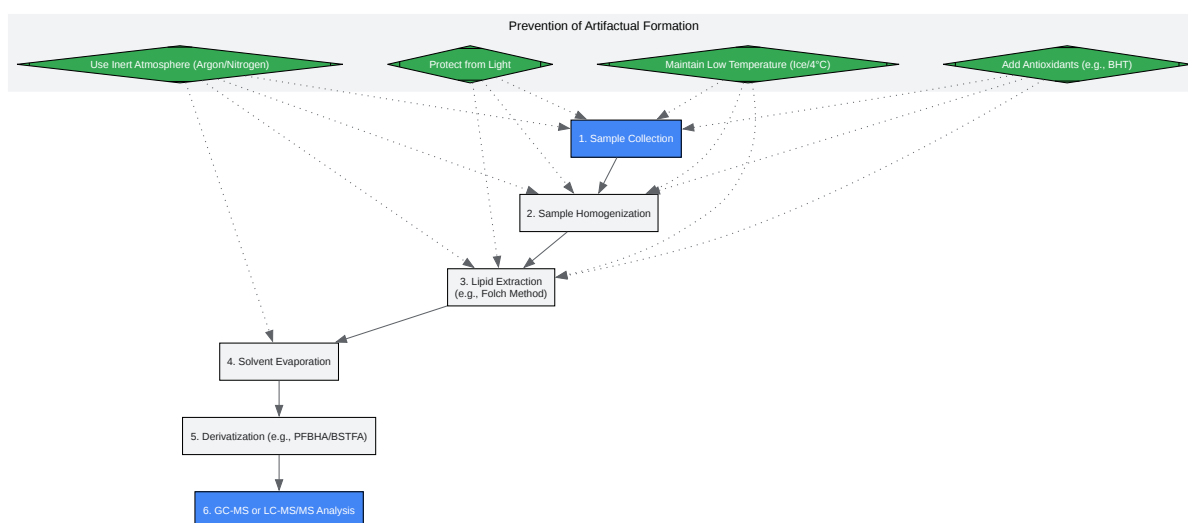 Prevention of Artifactual Formation
Use Inert Atmosphere (Argon/Nitrogen)
Protect from Light
Maintain Low Temperature (Ice/4°C)
Add Antioxidants (e.g., BHT)
1. Sample Collection
2. Sample Homogenization
3. Lipid Extraction
(e.g., Folch Method)
4. Solvent Evaporation
5. Derivatization (e.g., PFBHA/BSTFA)
6. GC-MS or LC-MS/MS Analysis